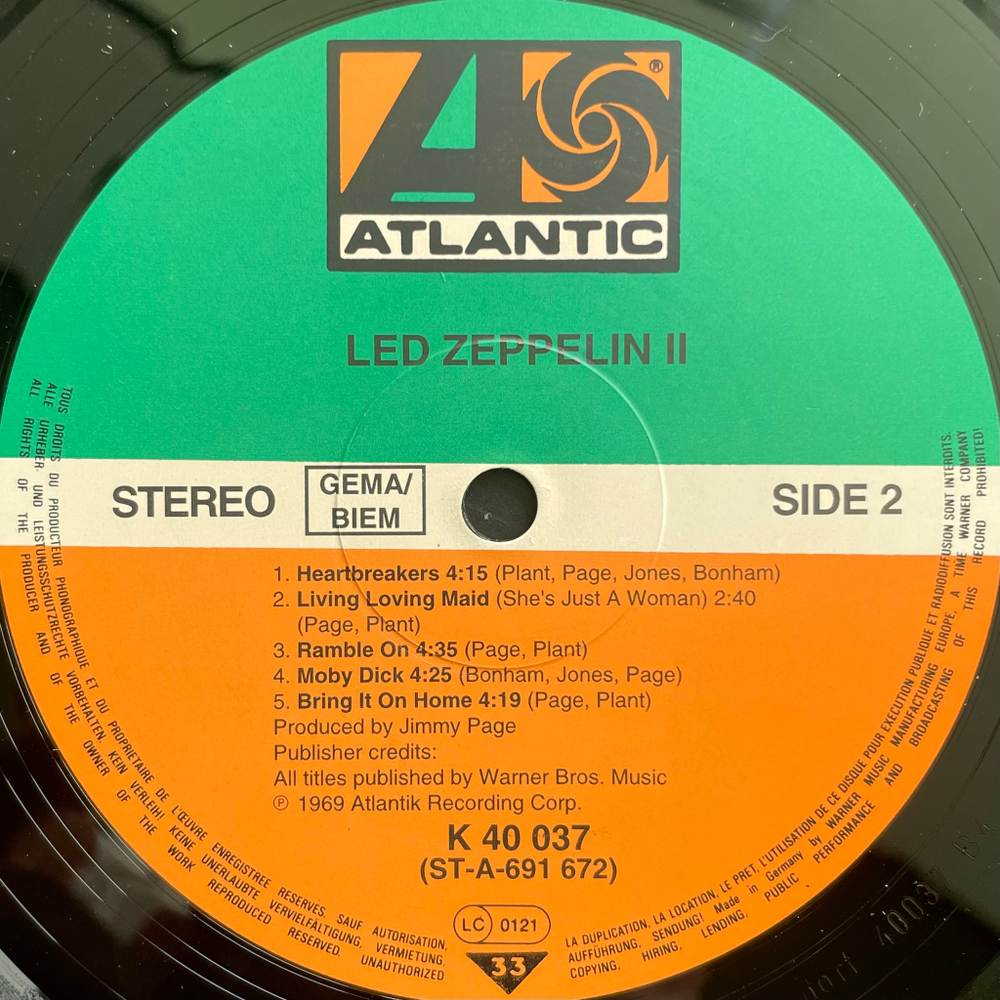 ®
ATLANTIC
LED ZEPPELIN II
STEREO
GEMA/
BIEM
SIDE 2
1. Heartbreakers 4:15 (Plant, Page, Jones, Bonham)
2. Living Loving Maid (She's Just A Woman) 2:40
(Page, Plant)
3. Ramble On 4:35 (Page, Plant)
4. Moby Dick 4:25 (Bonham, Jones, Page)
5. Bring It On Home 4:19 (Page, Plant)
Produced by Jimmy Page
Publisher credits:
All titles published by Warner Bros. Music
℗ 1969 Atlantik Recording Corp.
K 40 037
(ST-A-691 672)
LC 0121
33
TOUS DROITS DU PRODUCTEUR PHONOGRAPHIQUE ET DU PROPRIETAIRE DE L'ŒUVRE ENREGISTREE RESERVES. SAUF AUTORISATION,
ALLE URHEBER- UND LEISTUNGSSCHUTZRECHTE VORBEHALTEN. KEIN VERLEIH! KEINE UNERLAUBTE VERVIELFÄLTIGUNG, VERMIETUNG,
ALL RIGHTS OF THE PRODUCER AND OF THE OWNER OF THE WORK REPRODUCED RESERVED. UNAUTHORIZED
LA DUPLICATION, LA LOCATION, LE PRET, L'UTILISATION DE CE DISQUE POUR EXECUTION PUBLIQUE ET RADIODIFFUSION SONT INTERDITS.
AUFFÜHRUNG, SENDUNG! Made in Germany by WARNER MUSIC MANUFACTURING EUROPE. A TIME WARNER COMPANY
COPYING, HIRING, LENDING, PUBLIC PERFORMANCE AND BROADCASTING OF THIS RECORD PROHIBITED!